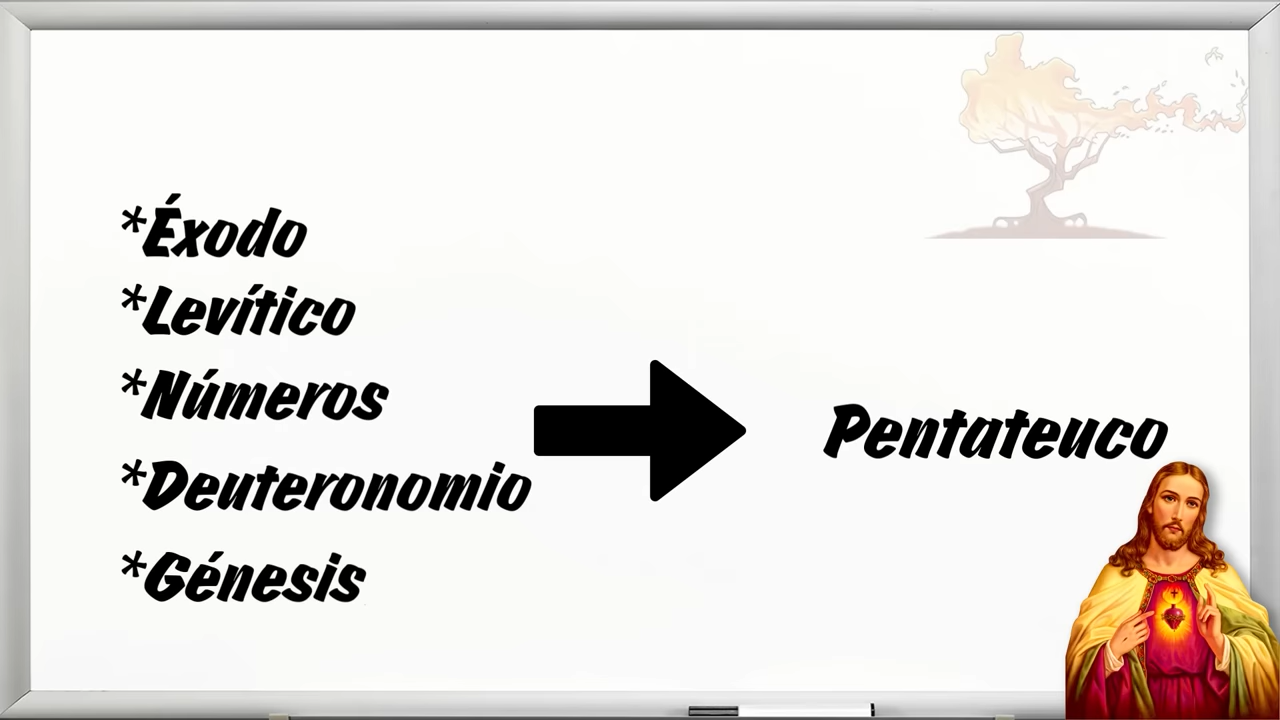 *Éxodo
*Levítico
*Números
*Deuteronomio
*Génesis
Pentateuco